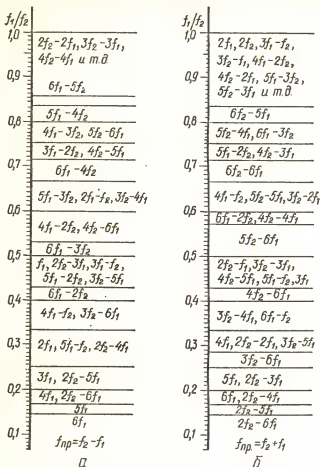 f₁/f₂
1,0
2f₂-2f₁, 3f₂-3f₁,
4f₂-4f₁ и т.д.
0,9
6f₁-5f₂
5f₁-4f₂
0,8
4f₁-3f₂, 5f₂-6f₁
3f₁-2f₂, 4f₂-5f₁
0,7
6f₁-4f₂
5f₁-3f₂, 2f₁-f₂, 3f₂-4f₁
0,6
4f₁-2f₂, 4f₂-6f₁
0,5
6f₁-3f₂
f₁, 2f₂-3f₁, 3f₁-f₂,
5f₁-2f₂, 3f₂-5f₁
0,4
6f₁-2f₂
4f₁-f₂, 3f₂-6f₁
0,3
2f₁, 5f₁-f₂, 2f₂-4f₁
3f₁, 2f₂-5f₁
0,2
4f₁, 2f₂-6f₁
5f₁
6f₁
0,1
fпр=f₂-f₁
а
f₁/f₂
1,0
2f₁, 2f₂, 3f₁-f₂,
3f₂-f₁, 4f₁-2f₂,
0,9
4f₂-2f₁, 5f₁-3f₂,
5f₂-3f₁ и т.д.
6f₂-5f₁
0,8
5f₂-4f₁, 6f₁-3f₂
5f₁-2f₂, 4f₂-3f₁
0,7
6f₂-6f₁
4f₁-f₂, 5f₂-5f₁, 3f₂-2f₁
0,6
6f₁-2f₂, 4f₂-4f₁
5f₂-6f₁
0,5
2f₂-f₁, 3f₂-3f₁,
4f₂-5f₁, 5f₁-f₂, 3f₁
0,4
4f₂-6f₁
3f₂-4f₁, 6f₁-f₂
0,3
4f₁, 2f₂-2f₁, 3f₂-5f₁
3f₂-6f₁
5f₁, 2f₂-3f₁
0,2
6f₁, 2f₂-4f₁
2f₂-5f₁
2f₂-6f₁
0,1
fпр.=f₂+f₁
б